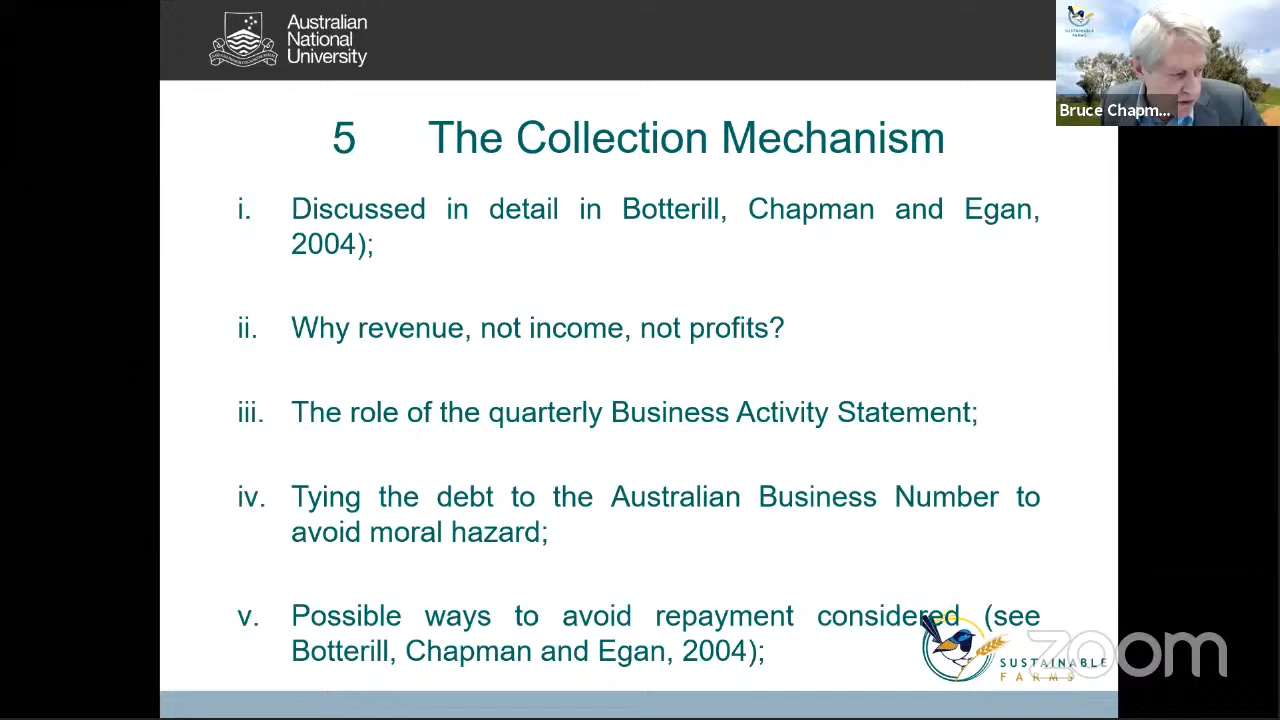 Australian
National
University
SUSTAINABLE
FARMS
Bruce Chapm...
5 The Collection Mechanism
i. Discussed in detail in Botterill, Chapman and Egan,
2004);
ii. Why revenue, not income, not profits?
iii. The role of the quarterly Business Activity Statement;
iv. Tying the debt to the Australian Business Number to
avoid moral hazard;
v. Possible ways to avoid repayment considered (see
Botterill, Chapman and Egan, 2004);
SUSTAINABLE
FARMS
zoom